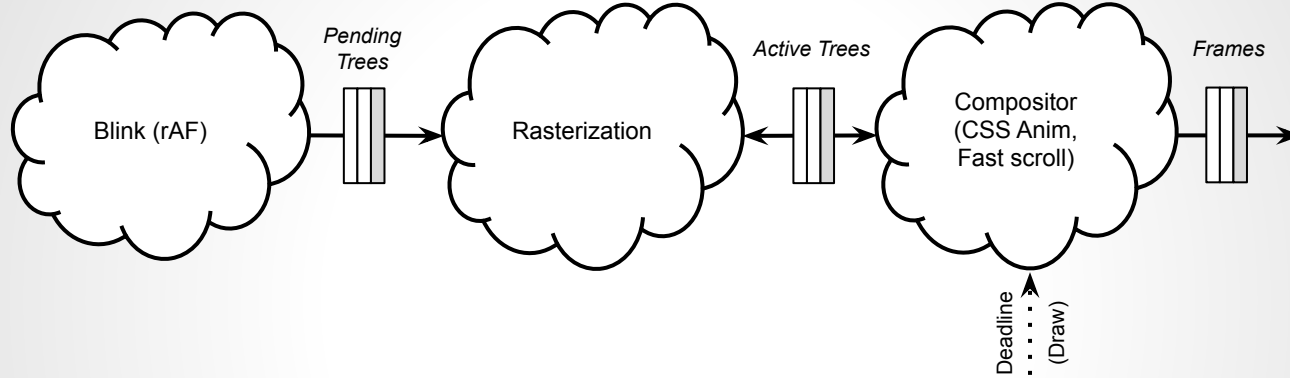 Pending
Trees
Active Trees
Frames
Blink (rAF)
Rasterization
Compositor
(CSS Anim,
Fast scroll)
Deadline
(Draw)